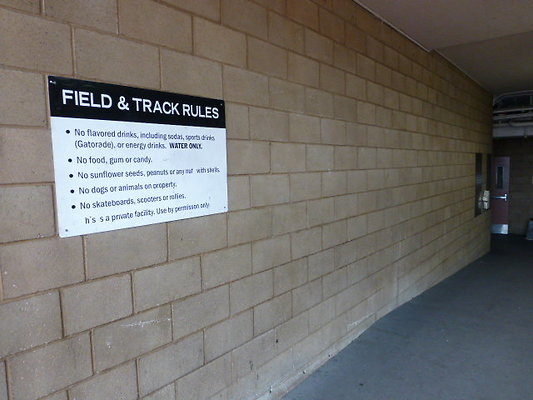 FIELD & TRACK RULES
• No flavored drinks, including sodas, sports drinks
(Gatorade), or energy drinks. WATER ONLY.
• No food, gum or candy.
• No sunflower seeds, peanuts or any nut with shells.
• No dogs or animals on property.
• No skateboards, scooters or rollies.
h s s a private facility. Use by permisson only.